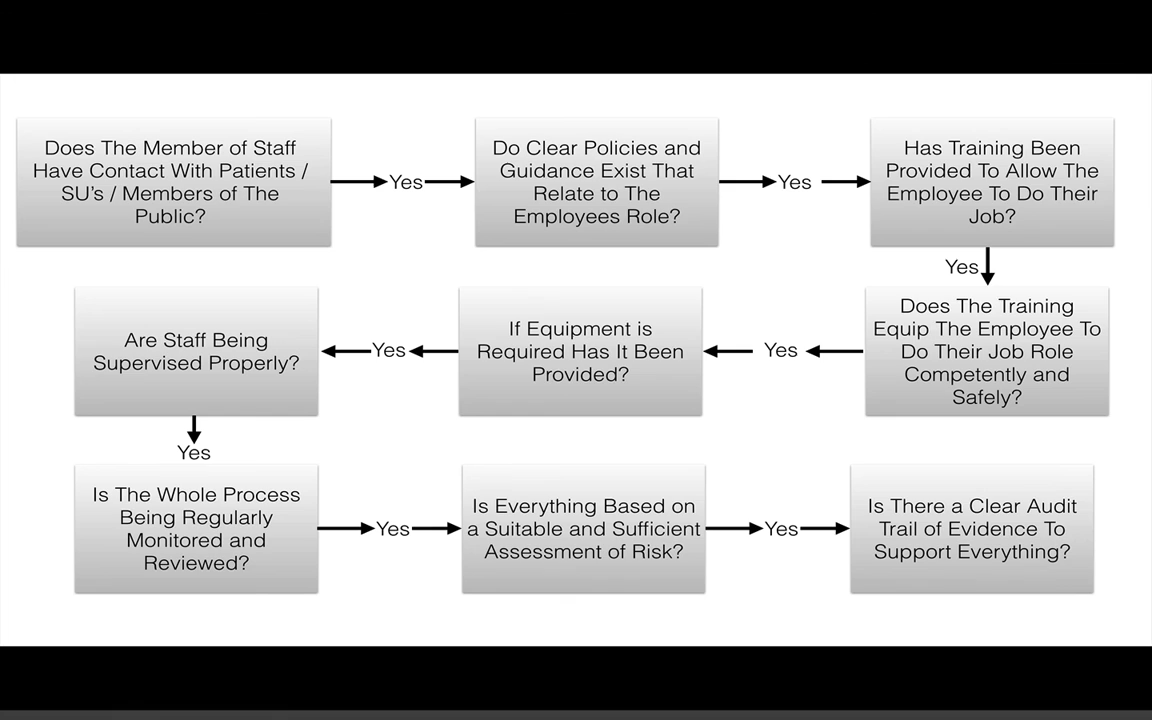 Does The Member of Staff
Have Contact With Patients /
SU's / Members of The
Public?
Yes
Do Clear Policies and
Guidance Exist That
Relate to The
Employees Role?
Yes
Has Training Been
Provided To Allow The
Employee To Do Their
Job?
Yes
Does The Training
Equip The Employee To
Do Their Job Role
Competently and
Safely?
Yes
If Equipment is
Required Has It Been
Provided?
Yes
Are Staff Being
Supervised Properly?
Yes
Is The Whole Process
Being Regularly
Monitored and
Reviewed?
Yes
Is Everything Based on
a Suitable and Sufficient
Assessment of Risk?
Yes
Is There a Clear Audit
Trail of Evidence To
Support Everything?